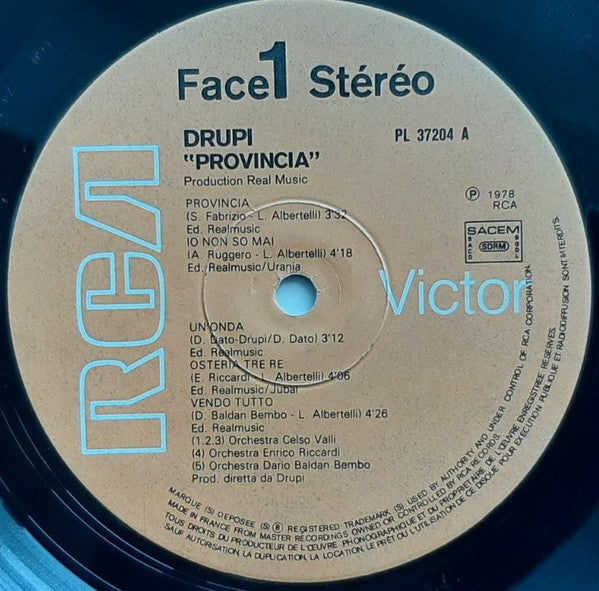 Face 1 Stéréo
DRUPI
"PROVINCIA"
Production Real Music
PL 37204 A
RCA
Victor
Ⓟ 1978
RCA
SACEM
SACD
SDRM
SGDL
PROVINCIA
(S. Fabrizio - L. Albertelli) 3'32
Ed. Realmusic
IO NON SO MAI
(A. Ruggero - L. Albertelli) 4'18
Ed. Realmusic/Urania
UN'ONDA
(D. Dato-Drupi/D. Dato) 3'12
Ed. Realmusic
OSTERIA TRE RE
(E. Riccardi - L. Albertelli) 4'06
Ed. Realmusic/Jubal
VENDO TUTTO
(D. Baldan Bembo - L. Albertelli) 4'26
Ed. Realmusic
(1.2.3) Orchestra Celso Valli
(4) Orchestra Enrico Riccardi
(5) Orchestra Dario Baldan Bembo
Prod. diretta da Drupi
MARQUE (S) DEPOSEE (S) ® REGISTERED TRADEMARK (S) USED BY AUTHORITY AND UNDER CONTROL OF RCA CORPORATION.
MADE IN FRANCE FROM MASTER RECORDINGS OWNED OR CONTROLLED BY RCA RECORDS.
TOUS DROITS DU PRODUCTEUR DE L'ŒUVRE PHONOGRAPHIQUE ET DU PROPRIETAIRE DE L'ŒUVRE ENREGISTREE RESERVES.
SAUF AUTORISATION, LA DUPLICATION, LA LOCATION, LE PRET OU L'UTILISATION DE CE DISQUE POUR EXECUTION PUBLIQUE ET RADIODIFFUSION SONT INTERDITS.